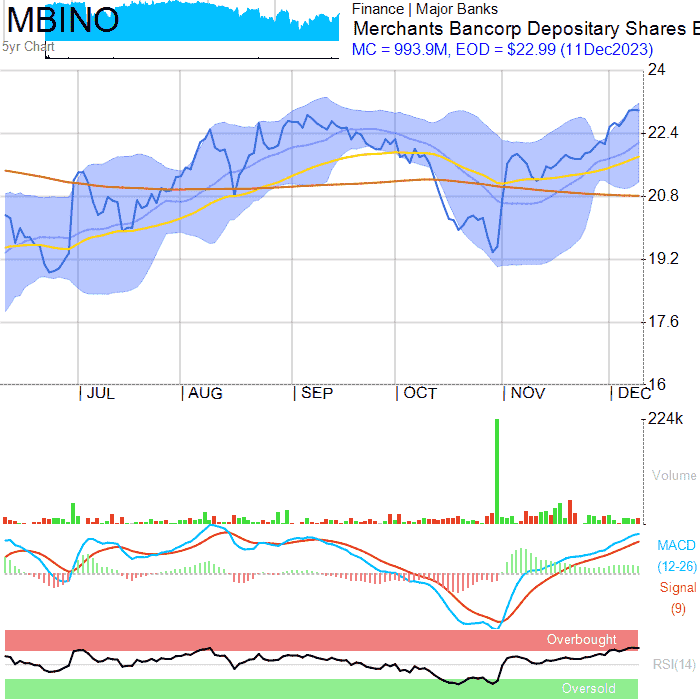 MBINO
5yr Chart
Finance | Major Banks
Merchants Bancorp Depositary Shares E
MC = 993.9M, EOD = $22.99 (11Dec2023)
24
22.4
20.8
19.2
17.6
16
JUL AUG SEP OCT NOV DEC
224k
Volume
MACD
(12-26)
Signal
(9)
Overbought
RSI(14)
Oversold